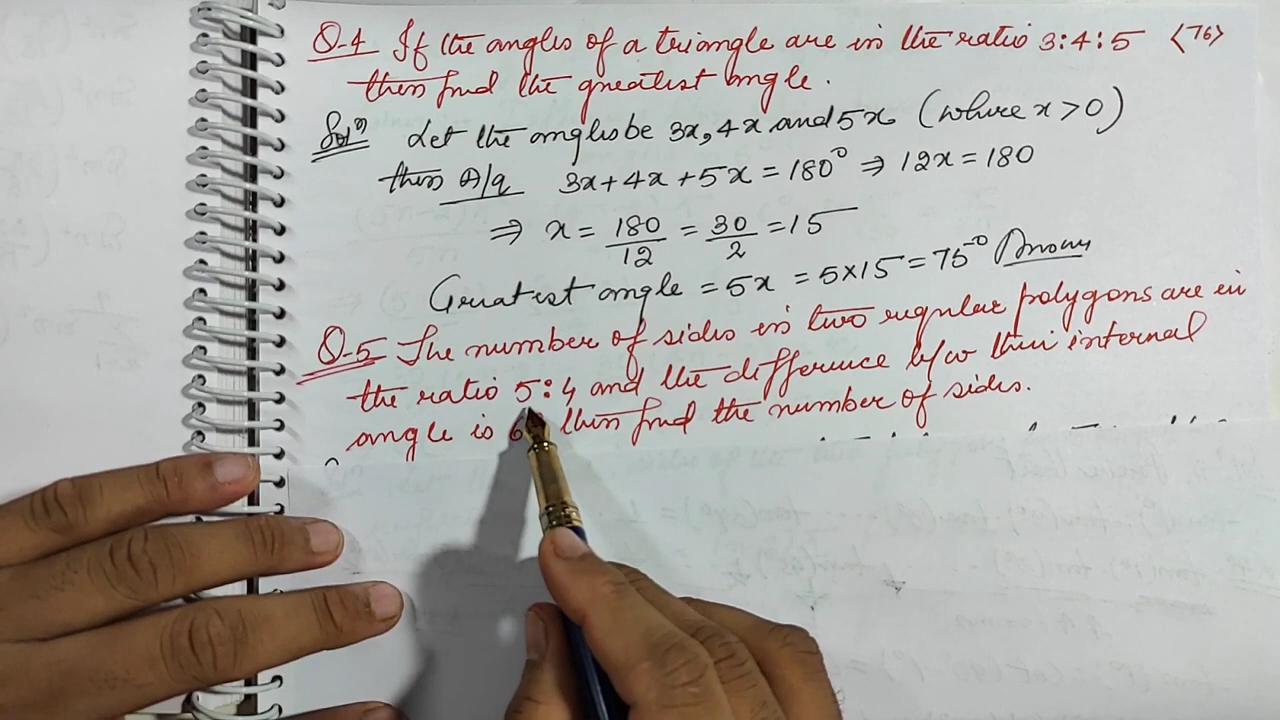 Q-4 If the angles of a triangle are in the ratio 3:4:5 <76>
then find the greatest angle.
Solⁿ Let the angles be 3x, 4x and 5x (where x>0)
then A/q 3x+4x+5x=180° ⇒ 12x=180
⇒ x = 180/12 = 30/2 = 15
Greatest angle = 5x = 5×15 = 75°
Q-5 The number of sides in two regular polygons are in
the ratio 5:4 and the difference b/w their internal
angle is then find the number of sides.